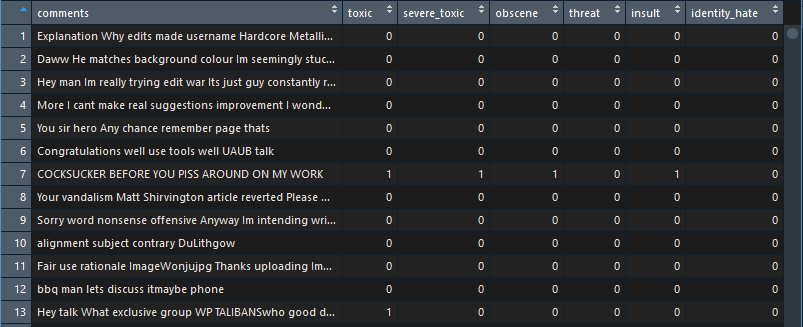 comments toxic severe_toxic obscene threat insult identity_hate
1 Explanation Why edits made username Hardcore Metalli... 0 0 0 0 0 0
2 Daww He matches background colour Im seemingly stuc... 0 0 0 0 0 0
3 Hey man Im really trying edit war Its just guy constantly r... 0 0 0 0 0 0
4 More I cant make real suggestions improvement I wond... 0 0 0 0 0 0
5 You sir hero Any chance remember page thats 0 0 0 0 0 0
6 Congratulations well use tools well UAUB talk 0 0 0 0 0 0
7 COCKSUCKER BEFORE YOU PISS AROUND ON MY WORK 1 1 1 0 1 0
8 Your vandalism Matt Shirvington article reverted Please ... 0 0 0 0 0 0
9 Sorry word nonsense offensive Anyway Im intending wri... 0 0 0 0 0 0
10 alignment subject contrary DuLithgow 0 0 0 0 0 0
11 Fair use rationale ImageWonjujpg Thanks uploading Im... 0 0 0 0 0 0
12 bbq man lets discuss itmaybe phone 0 0 0 0 0 0
13 Hey talk What exclusive group WP TALIBANSwho good d... 1 0 0 0 0 0